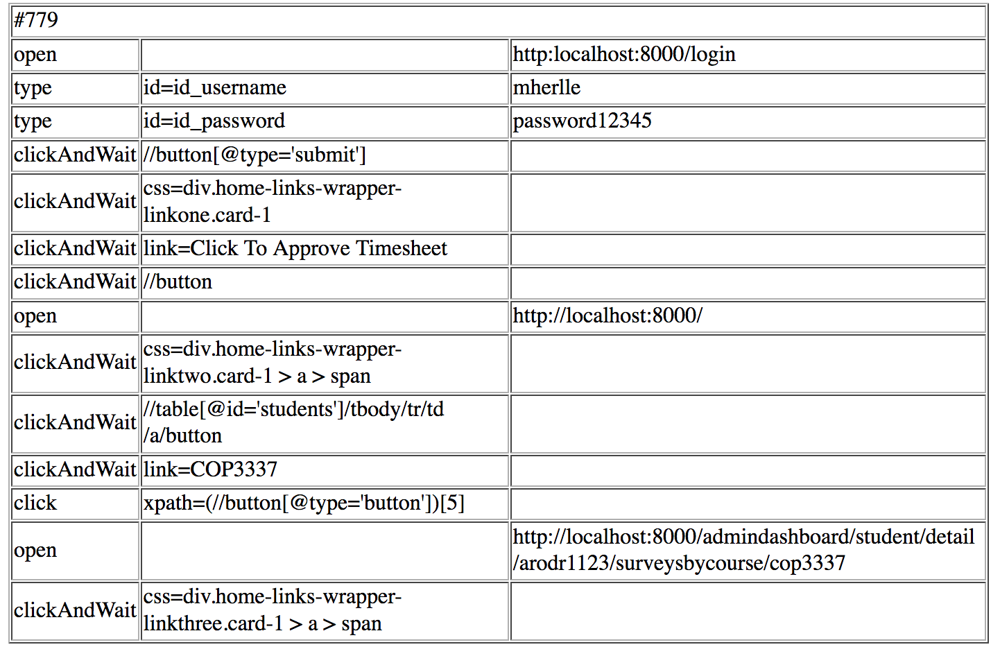 #779
open http:localhost:8000/login
type id=id_username mherlle
type id=id_password password12345
clickAndWait //button[@type='submit']
clickAndWait css=div.home-links-wrapper-
linkone.card-1
clickAndWait link=Click To Approve Timesheet
clickAndWait //button
open http://localhost:8000/
clickAndWait css=div.home-links-wrapper-
linktwo.card-1 > a > span
clickAndWait //table[@id='students']/tbody/tr/td
/a/button
clickAndWait link=COP3337
click xpath=(//button[@type='button'])[5]
open http://localhost:8000/admindashboard/student/detail
/arodr1123/surveysbycourse/cop3337
clickAndWait css=div.home-links-wrapper-
linkthree.card-1 > a > span